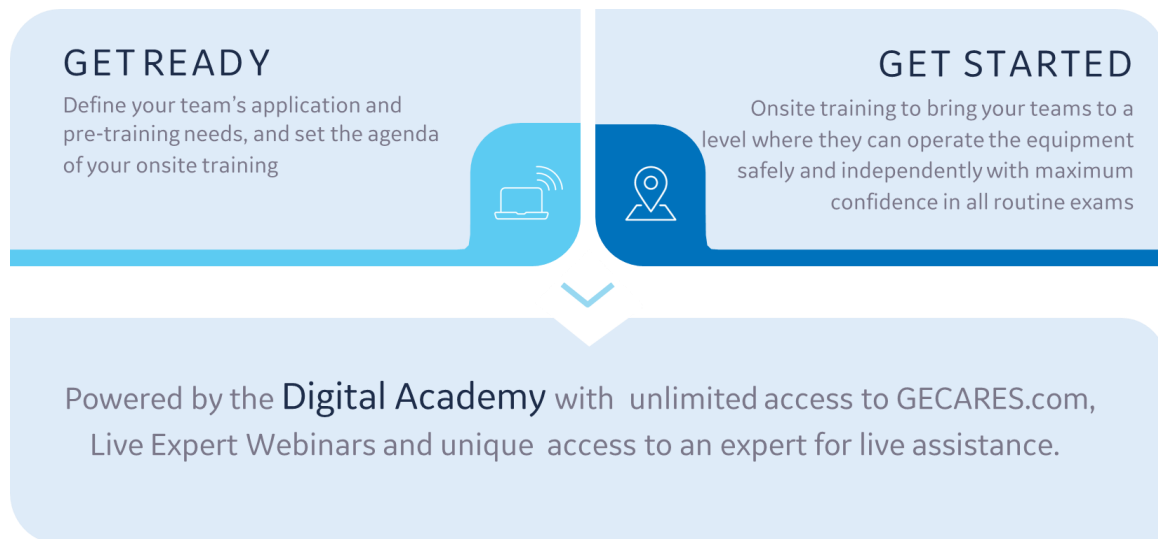 GET READY
Define your team's application and
pre-training needs, and set the agenda
of your onsite training
GET STARTED
Onsite training to bring your teams to a
level where they can operate the equipment
safely and independently with maximum
confidence in all routine exams
Powered by the Digital Academy with unlimited access to GECARES.com,
Live Expert Webinars and unique access to an expert for live assistance.